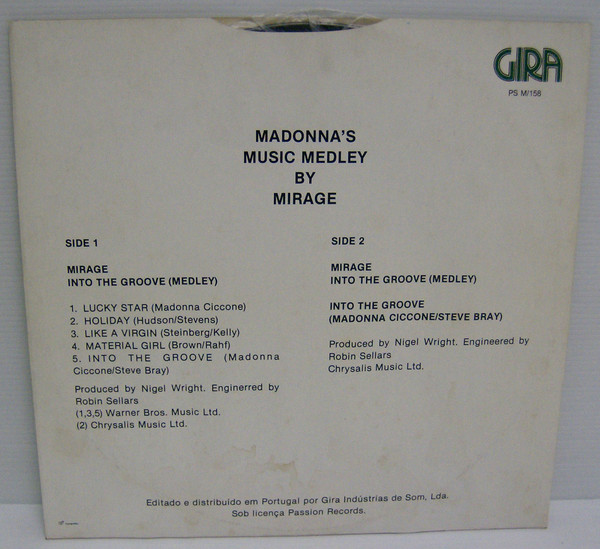 GIRA
PS M/158
MADONNA'S
MUSIC MEDLEY
BY
MIRAGE
SIDE 1
MIRAGE
INTO THE GROOVE (MEDLEY)
1. LUCKY STAR (Madonna Ciccone)
2. HOLIDAY (Hudson/Stevens)
3. LIKE A VIRGIN (Steinberg/Kelly)
4. MATERIAL GIRL (Brown/Rahf)
5. INTO THE GROOVE (Madonna
Ciccone/Steve Bray)
Produced by Nigel Wright. Enginerred by
Robin Sellars
(1,3,5) Warner Bros. Music Ltd.
(2) Chrysalis Music Ltd.
SIDE 2
MIRAGE
INTO THE GROOVE (MEDLEY)
INTO THE GROOVE
(MADONNA CICCONE/STEVE BRAY)
Produced by Nigel Wright. Engineered by
Robin Sellars
Chrysalis Music Ltd.
Editado e distribuído em Portugal por Gira Indústrias de Som, Lda.
Sob licença Passion Records.